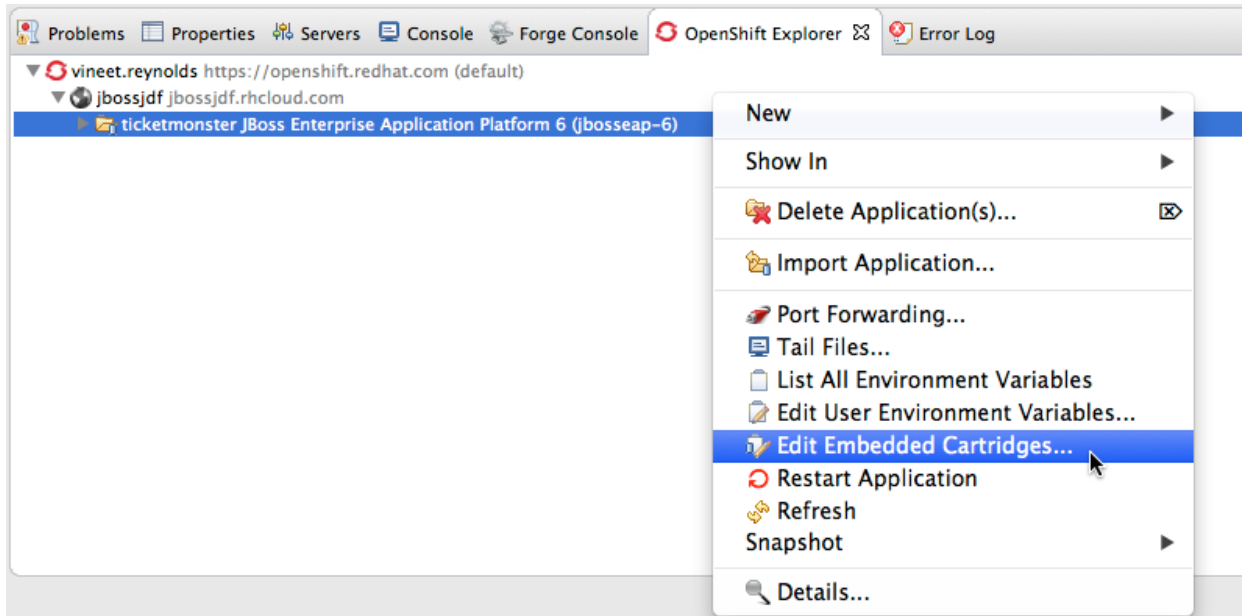 Problems Properties Servers Console Forge Console OpenShift Explorer Error Log
vineet.reynolds https://openshift.redhat.com (default)
jbossjdf jbossjdf.rhcloud.com
ticketmonster JBoss Enterprise Application Platform 6 (jbosseap-6)
New
Show In
Delete Application(s)...
Import Application...
Port Forwarding...
Tail Files...
List All Environment Variables
Edit User Environment Variables...
Edit Embedded Cartridges...
Restart Application
Refresh
Snapshot
Details...